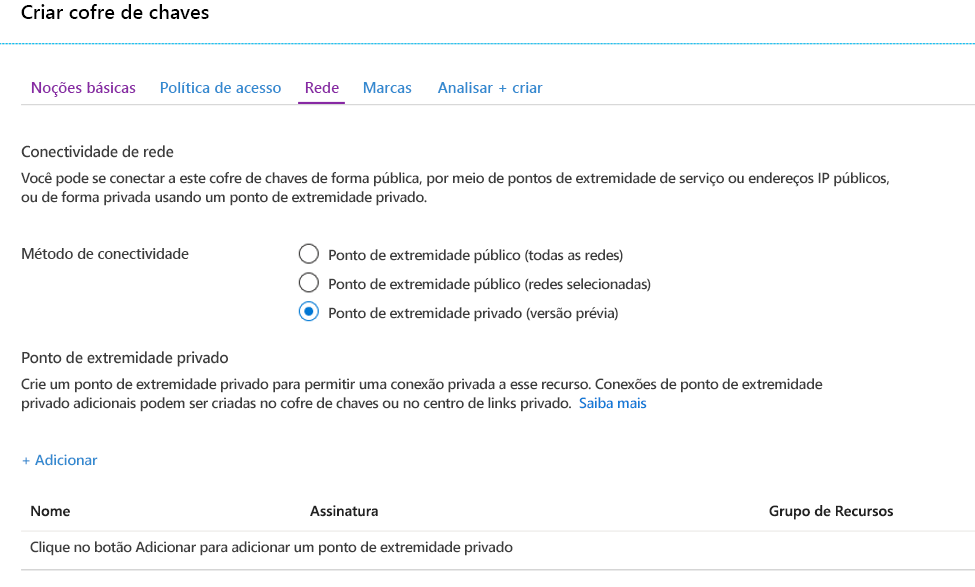 Criar cofre de chaves
Noções básicas Política de acesso Rede Marcas Analisar + criar
Conectividade de rede
Você pode se conectar a este cofre de chaves de forma pública, por meio de pontos de extremidade de serviço ou endereços IP públicos,
ou de forma privada usando um ponto de extremidade privado.
Método de conectividade
Ponto de extremidade público (todas as redes)
Ponto de extremidade público (redes selecionadas)
Ponto de extremidade privado (versão prévia)
Ponto de extremidade privado
Crie um ponto de extremidade privado para permitir uma conexão privada a esse recurso. Conexões de ponto de extremidade
privado adicionais podem ser criadas no cofre de chaves ou no centro de links privado. Saiba mais
+ Adicionar
Nome Assinatura Grupo de Recursos
Clique no botão Adicionar para adicionar um ponto de extremidade privado